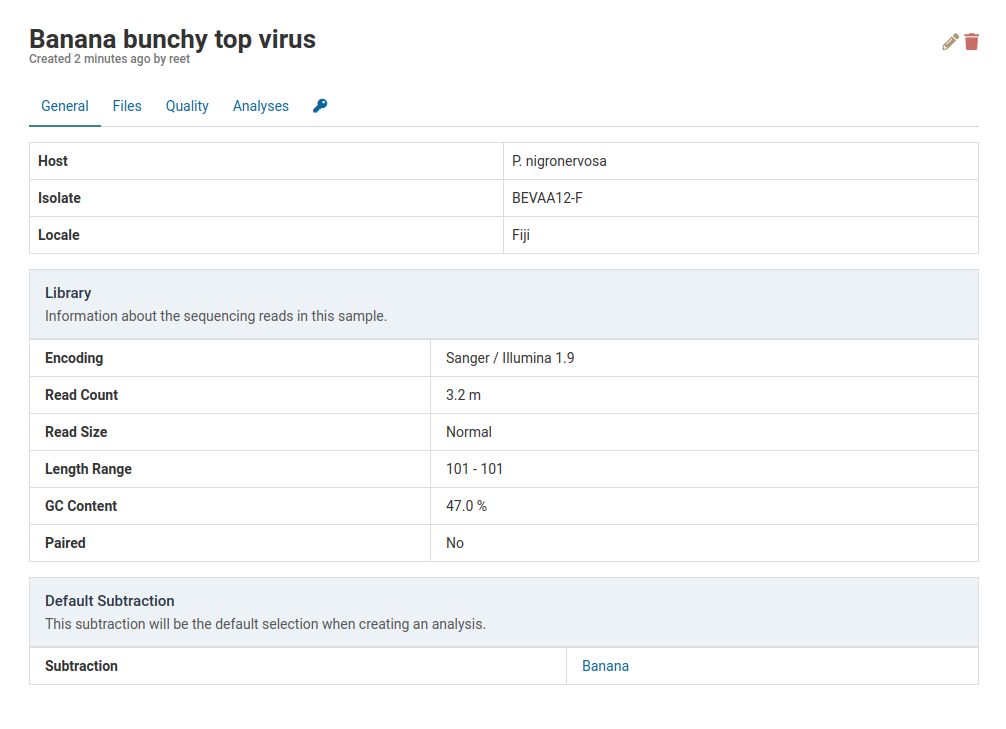 Banana bunchy top virus
Created 2 minutes ago by reet
General Files Quality Analyses
Host P. nigronervosa
Isolate BEVAA12-F
Locale Fiji
Library
Information about the sequencing reads in this sample.
Encoding Sanger / Illumina 1.9
Read Count 3.2 m
Read Size Normal
Length Range 101 - 101
GC Content 47.0 %
Paired No
Default Subtraction
This subtraction will be the default selection when creating an analysis.
Subtraction Banana